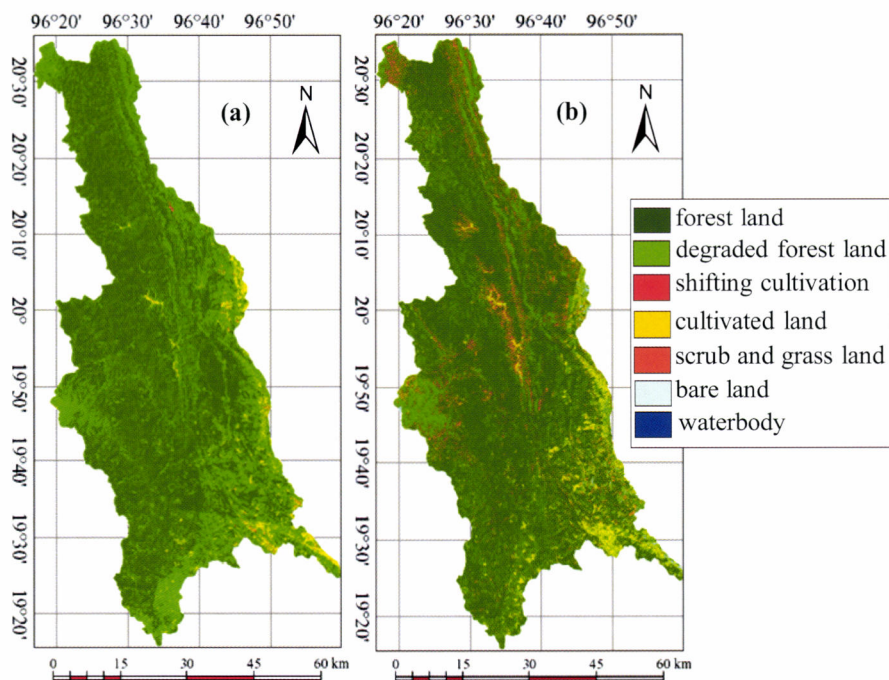 96°20' 96°30' 96°40' 96°50'
96°20' 96°30' 96°40' 96°50'
20°30'
20°20'
20°10'
20°
19°50'
19°40'
19°30'
19°20'
(a)
N
20°30'
20°20'
20°10'
20°
19°50'
19°40'
19°30'
19°20'
(b)
N
forest land
degraded forest land
shifting cultivation
cultivated land
scrub and grass land
bare land
waterbody
0 15 30 45 60 km
0 15 30 45 60 km